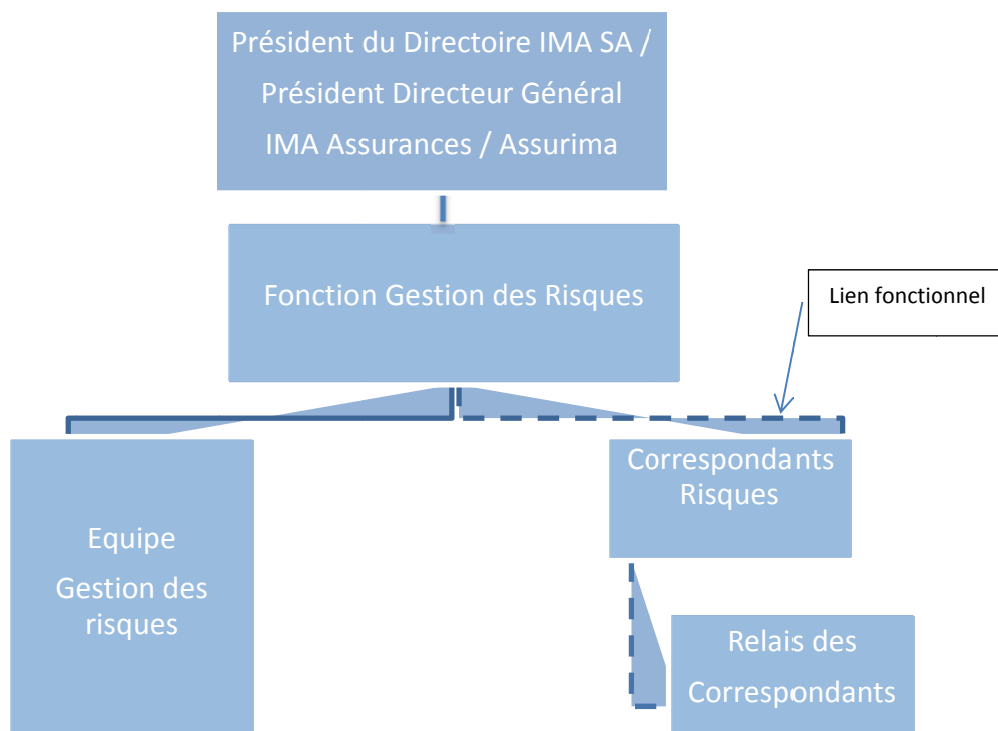 Président du Directoire IMA SA /
Président Directeur Général
IMA Assurances / Assurima
Fonction Gestion des Risques
Lien fonctionnel
Equipe
Gestion des
risques
Correspondants
Risques
Relais des
Correspondants